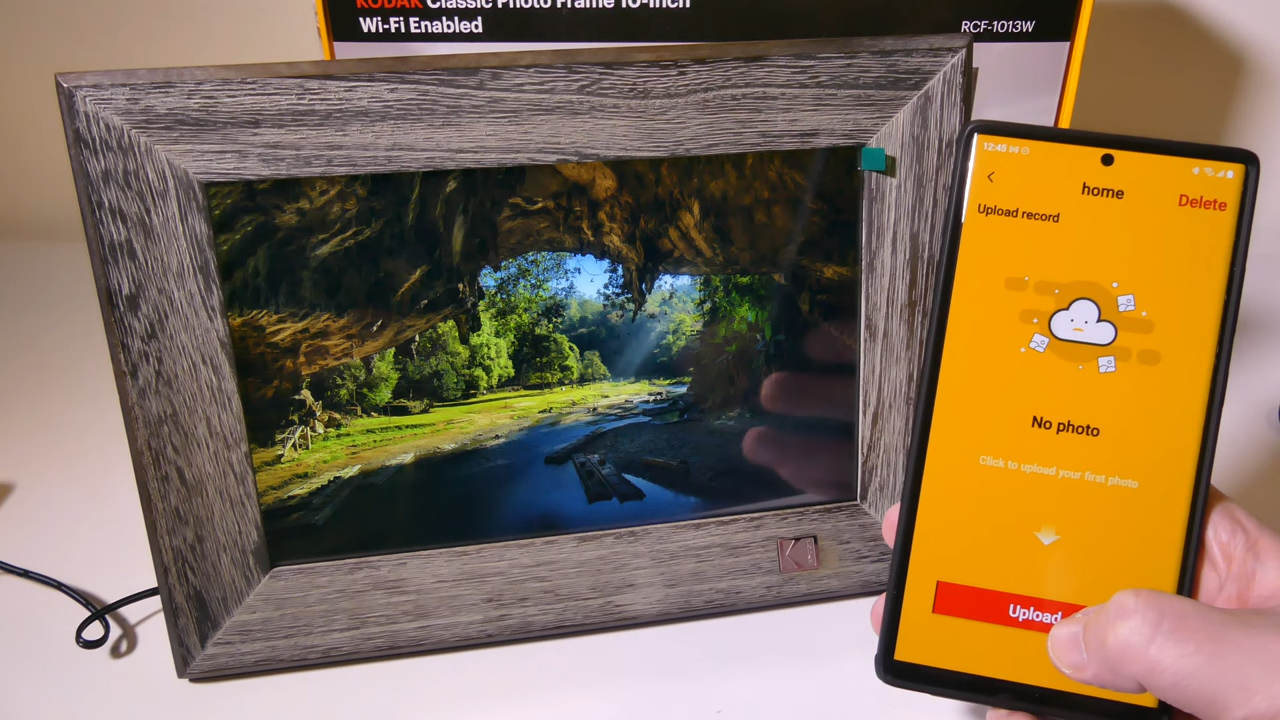 KODAK Classic Photo Frame 10-inch
Wi-Fi Enabled
RCF-1013W
12:45
home
Delete
Upload record
No photo
Click to upload your first photo
Upload